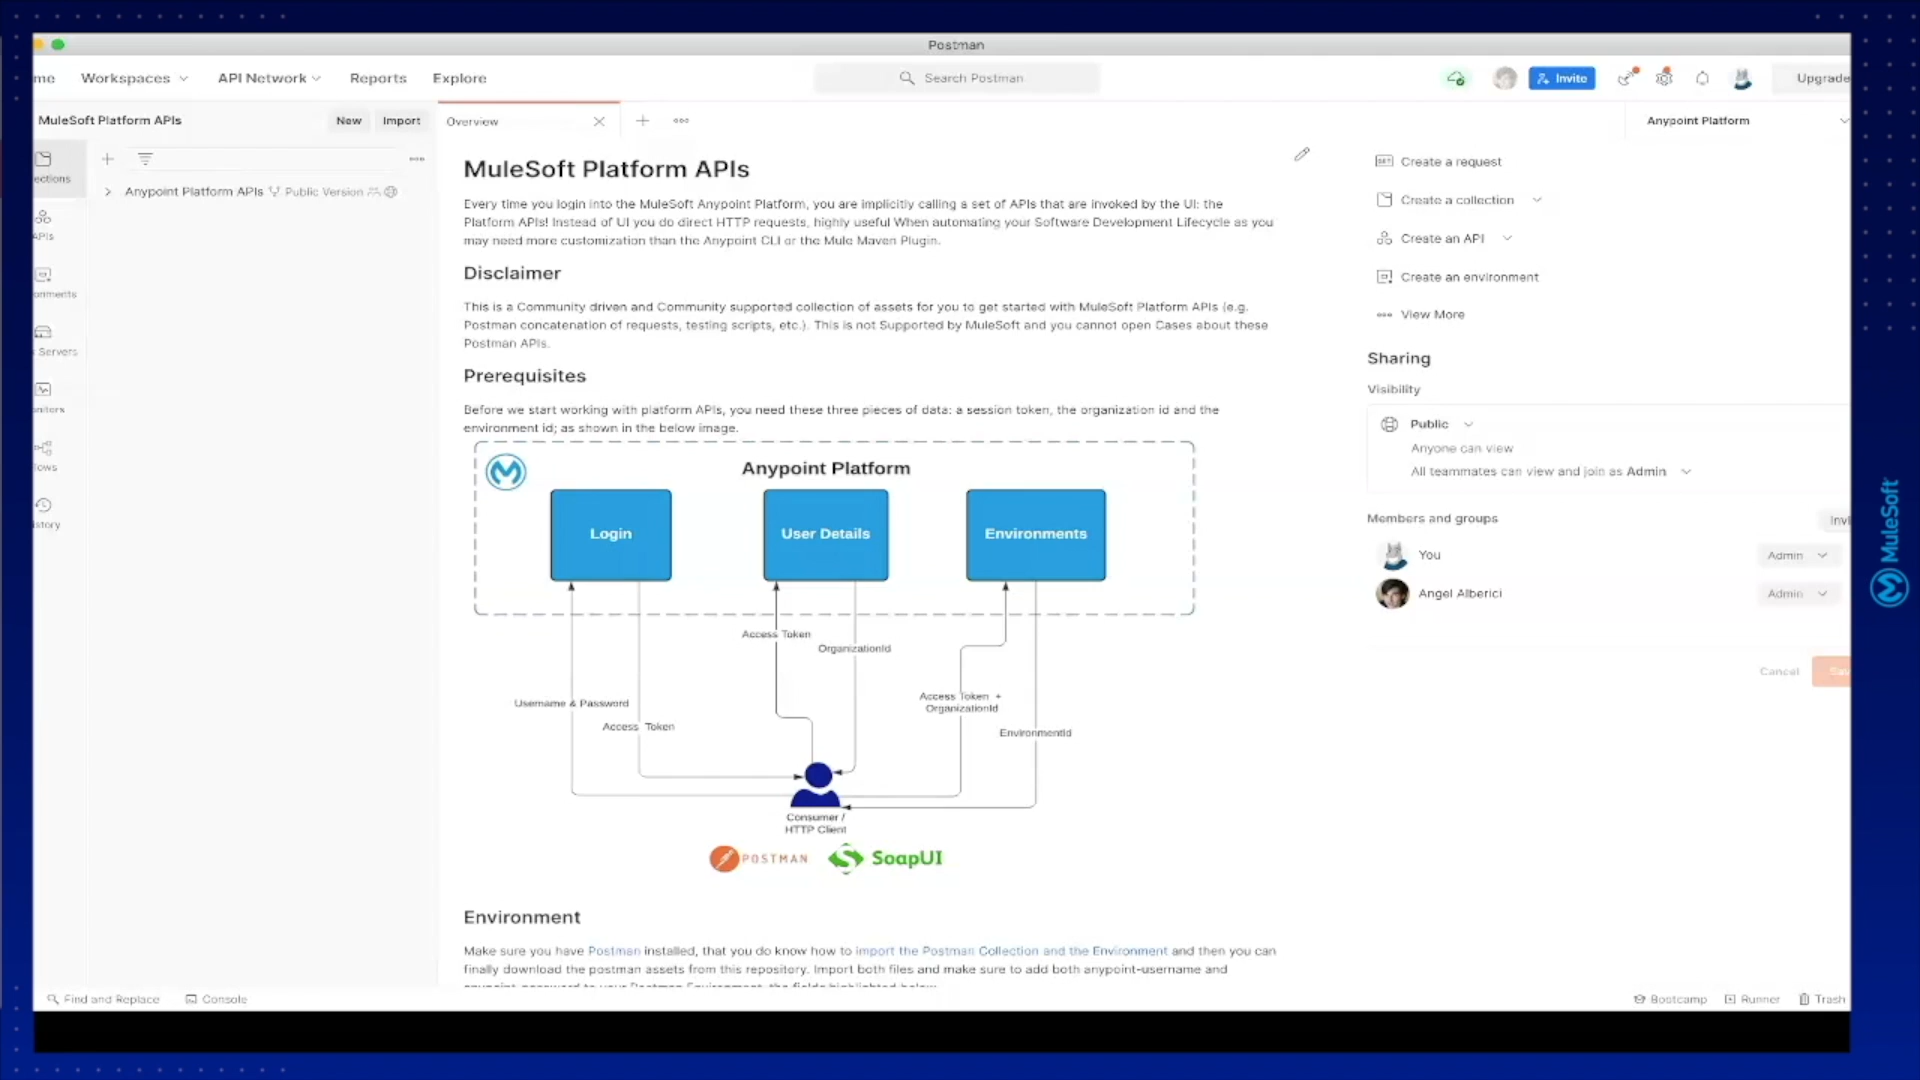 Postman
me Workspaces API Network Reports Explore Search Postman Invite Upgrade
MuleSoft Platform APIs New Import Overview Anypoint Platform
ections
Anypoint Platform APIs Public Version
APIs
onments
Servers
onitors
lows
istory
MuleSoft Platform APIs
Every time you login into the MuleSoft Anypoint Platform, you are implicitly calling a set of APIs that are invoked by the UI: the
Platform APIs! Instead of UI you do direct HTTP requests, highly useful When automating your Software Development Lifecycle as you
may need more customization than the Anypoint CLI or the Mule Maven Plugin.
Disclaimer
This is a Community driven and Community supported collection of assets for you to get started with MuleSoft Platform APIs (e.g.
Postman concatenation of requests, testing scripts, etc.). This is not Supported by MuleSoft and you cannot open Cases about these
Postman APIs.
Prerequisites
Before we start working with platform APIs, you need these three pieces of data: a session token, the organization id and the
environment id; as shown in the below image.
Anypoint Platform
Login User Details Environments
Access Token
OrganizationId
Access Token +
OrganizationId
Username & Password
Access Token
EnvironmentId
Consumer /
HTTP Client
POSTMAN SoapUI
Environment
Make sure you have Postman installed, that you do know how to import the Postman Collection and the Environment and then you can
finally download the postman assets from this repository. Import both files and make sure to add both anypoint-username and
Create a request
Create a collection
Create an API
Create an environment
View More
Sharing
Visibility
Public
Anyone can view
All teammates can view and join as Admin
Members and groups Invi
You Admin
Angel Alberici Admin
Cancel Sav
Find and Replace Console Bootcamp Runner Trash
MuleSoft